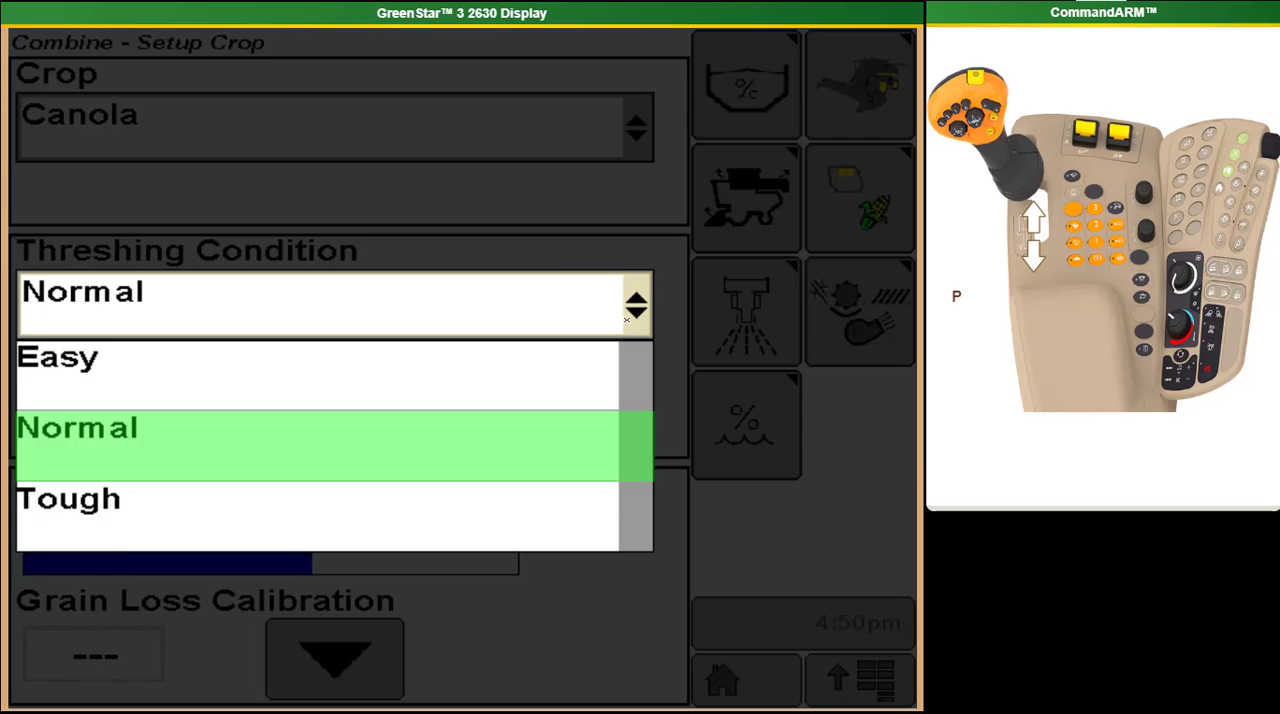 GreenStar™ 3 2630 Display
CommandARM™
Combine - Setup Crop
Crop
Canola
Threshing Condition
Normal
Easy
Normal
Tough
Grain Loss Calibration
---
%
%
4:50pm
P